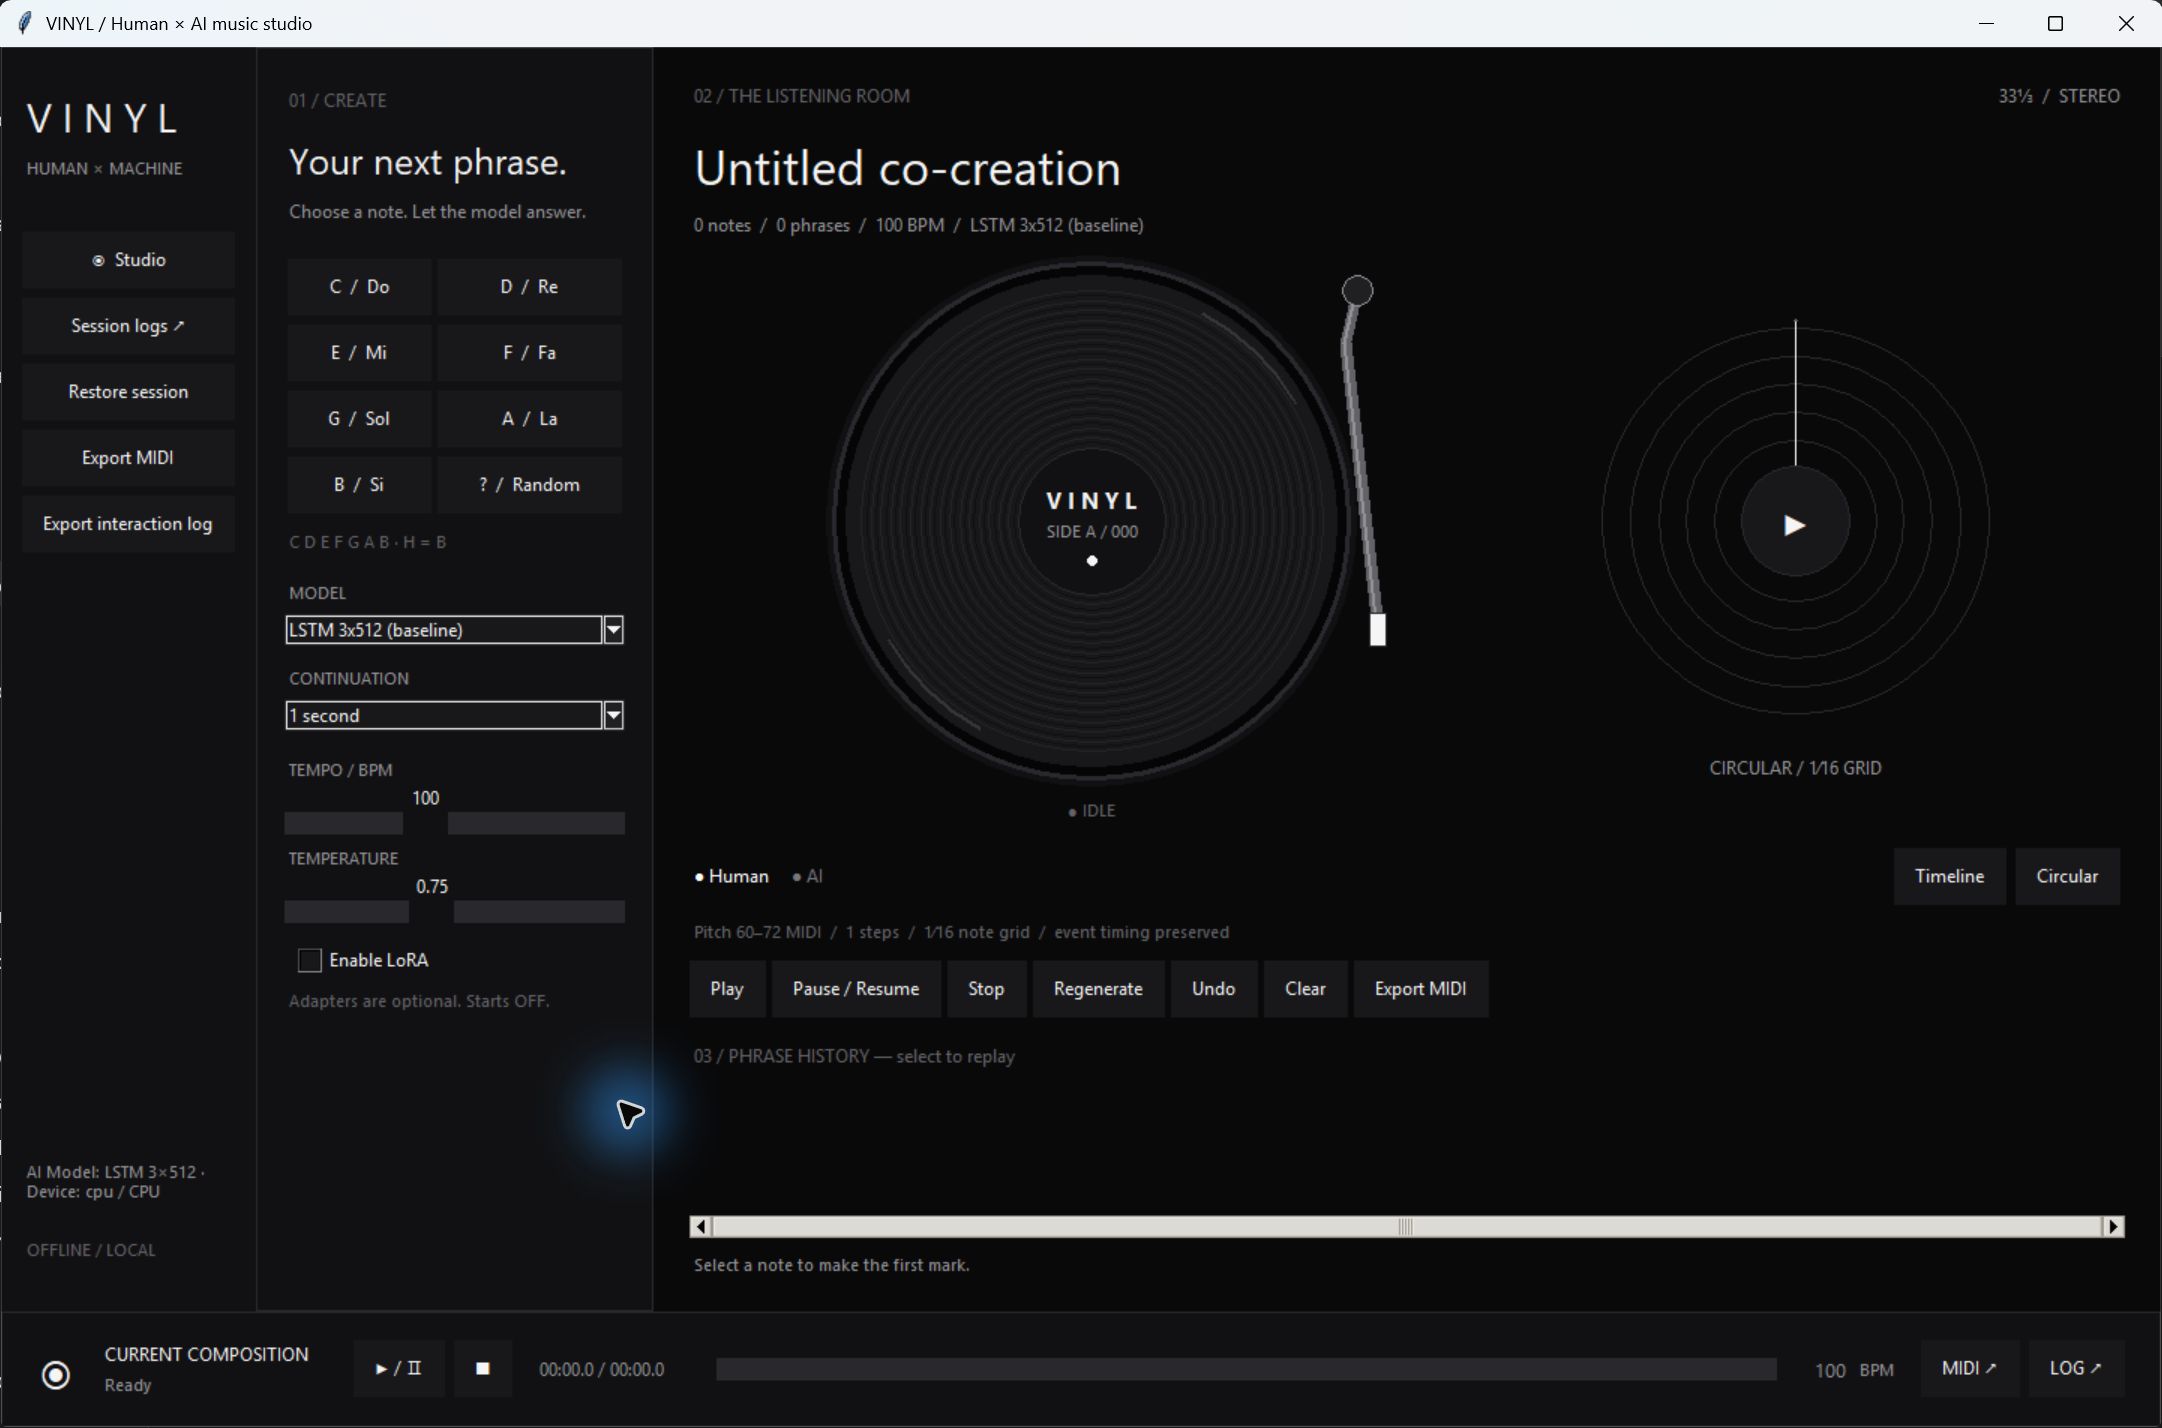 VINYL / Human × AI music studio
VINYL
HUMAN × MACHINE
Studio
Session logs ↗
Restore session
Export MIDI
Export interaction log
AI Model: LSTM 3×512 ·
Device: cpu / CPU
OFFLINE / LOCAL
01 / CREATE
Your next phrase.
Choose a note. Let the model answer.
C / Do
D / Re
E / Mi
F / Fa
G / Sol
A / La
B / Si
? / Random
C D E F G A B · H = B
MODEL
LSTM 3x512 (baseline)
CONTINUATION
1 second
TEMPO / BPM
100
TEMPERATURE
0.75
Enable LoRA
Adapters are optional. Starts OFF.
02 / THE LISTENING ROOM
33⅓ / STEREO
Untitled co-creation
0 notes / 0 phrases / 100 BPM / LSTM 3x512 (baseline)
VINYL
SIDE A / 000
● IDLE
CIRCULAR / 1⁄16 GRID
● Human ● AI
Timeline
Circular
Pitch 60–72 MIDI / 1 steps / 1⁄16 note grid / event timing preserved
Play
Pause / Resume
Stop
Regenerate
Undo
Clear
Export MIDI
03 / PHRASE HISTORY — select to replay
Select a note to make the first mark.
CURRENT COMPOSITION
Ready
▶ / Ⅱ
00:00.0 / 00:00.0
100 BPM
MIDI ↗
LOG ↗